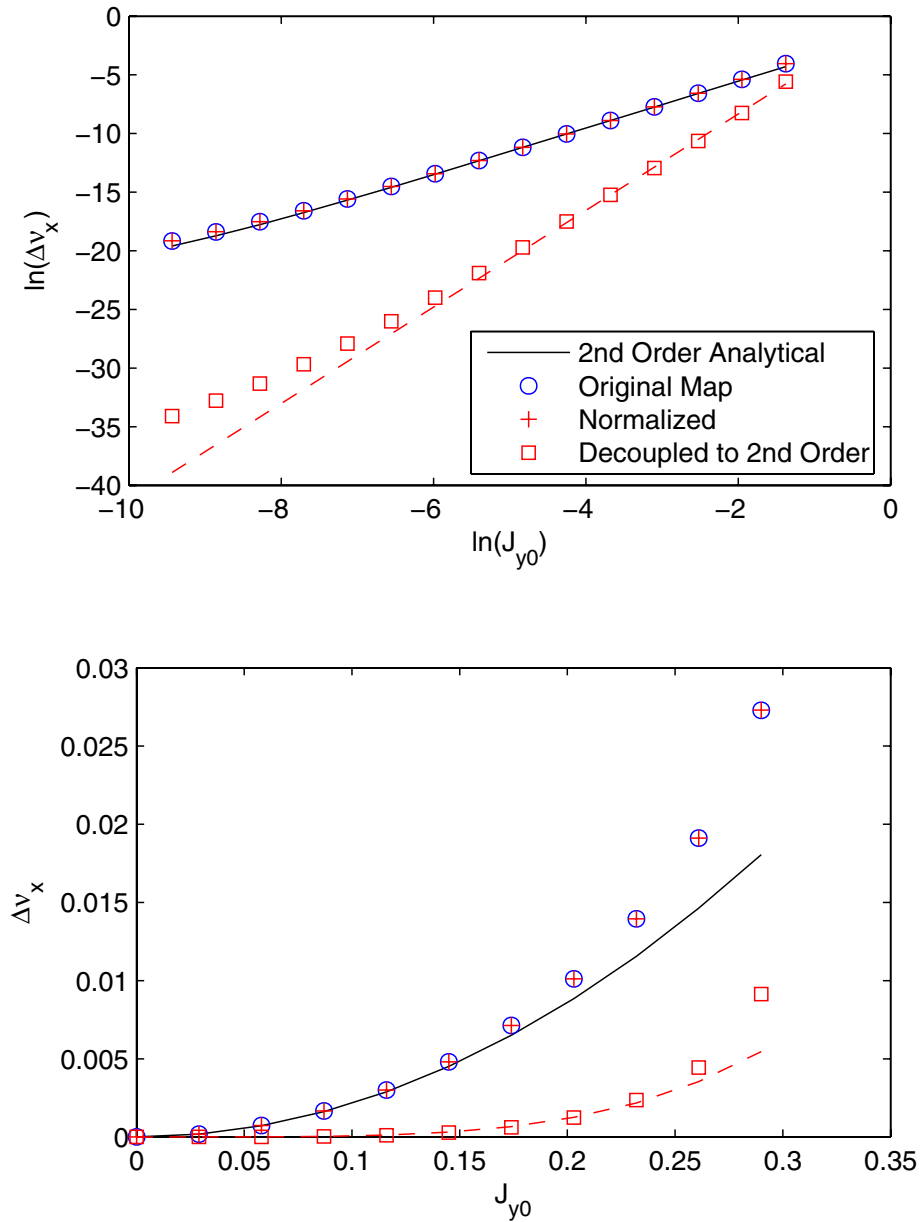 0
−5
−10
−15
−20
−25
−30
−35
−40
ln(Δν_x)
2nd Order Analytical
Original Map
Normalized
Decoupled to 2nd Order
−10 −8 −6 −4 −2 0
ln(J_y0)
0.03
0.025
0.02
0.015
0.01
0.005
0
Δν_x
0 0.05 0.1 0.15 0.2 0.25 0.3 0.35
J_y0